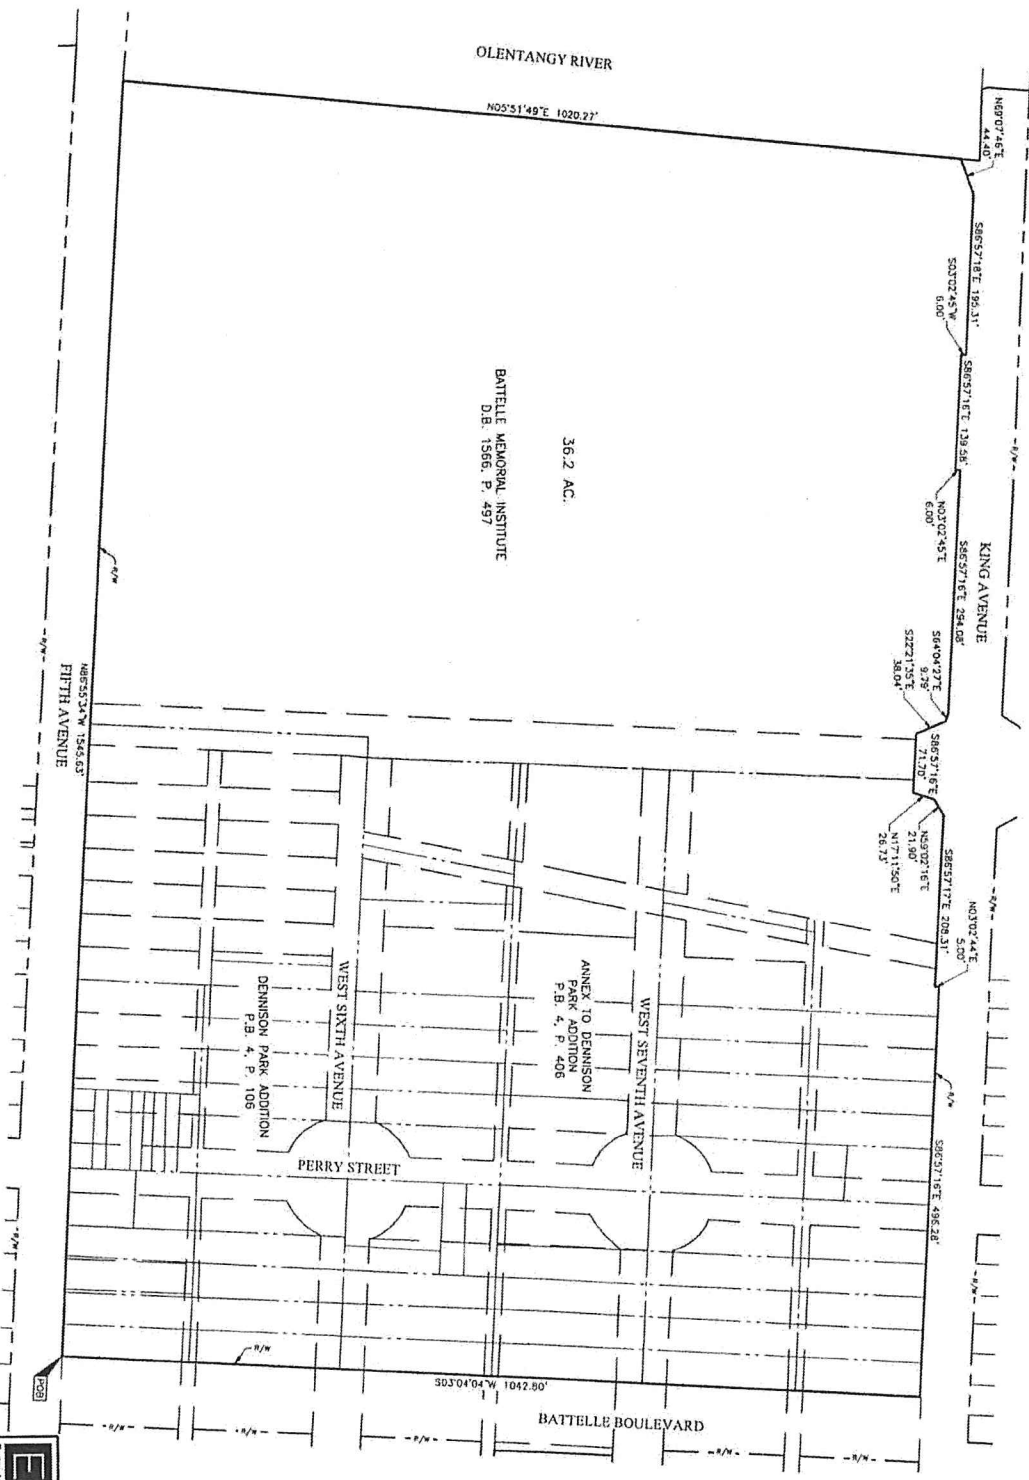 OLENTANGY RIVER
N05°51'49"E 1020.27'
N69°07'46"E
44.40'
S86°57'18"E 195.31'
S03°02'45"W
6.00'
S86°57'16"E 139.58'
N03°02'45"E
6.00'
S86°57'16"E 294.08'
KING AVENUE
S64°04'27"E
9.79'
S22°21'35"E
38.04'
S86°57'16"E
71.70'
N59°02'16"E
21.90'
N17°11'50"E
26.73'
S86°57'17"E 208.31'
N03°02'44"E
5.00'
S86°57'16"E 496.28'
36.2 AC.
BATTELLE MEMORIAL INSTITUTE
D.B. 1566, P. 497
R/W
R/W
R/W
N86°55'34"W 1545.63'
FIFTH AVENUE
WEST SEVENTH AVENUE
ANNEX TO DENNISON
PARK ADDITION
P.B. 4, P. 406
WEST SIXTH AVENUE
DENNISON PARK ADDITION
P.B. 4, P. 106
PERRY STREET
R/W
R/W
R/W
R/W
R/W
S03°04'04"W 1042.80'
BATTELLE BOULEVARD
POB
R/W
R/W
R/W
R/W
R/W
E